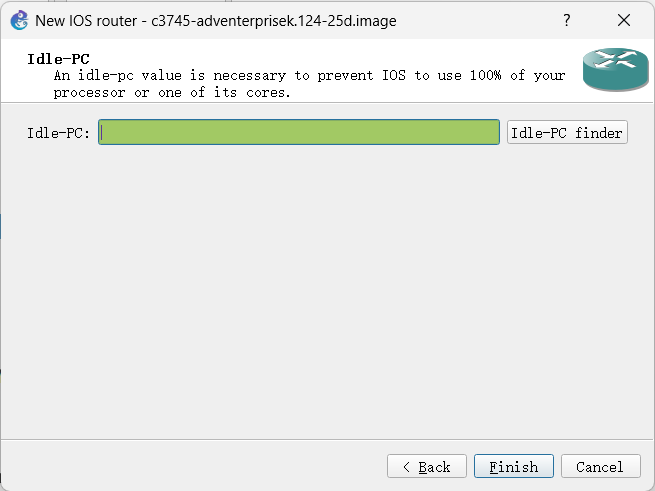 New IOS router - c3745-adventerprisek.124-25d.image
?
Idle-PC
An idle-pc value is necessary to prevent IOS to use 100% of your
processor or one of its cores.
Idle-PC:
Idle-PC finder
< Back
Finish
Cancel